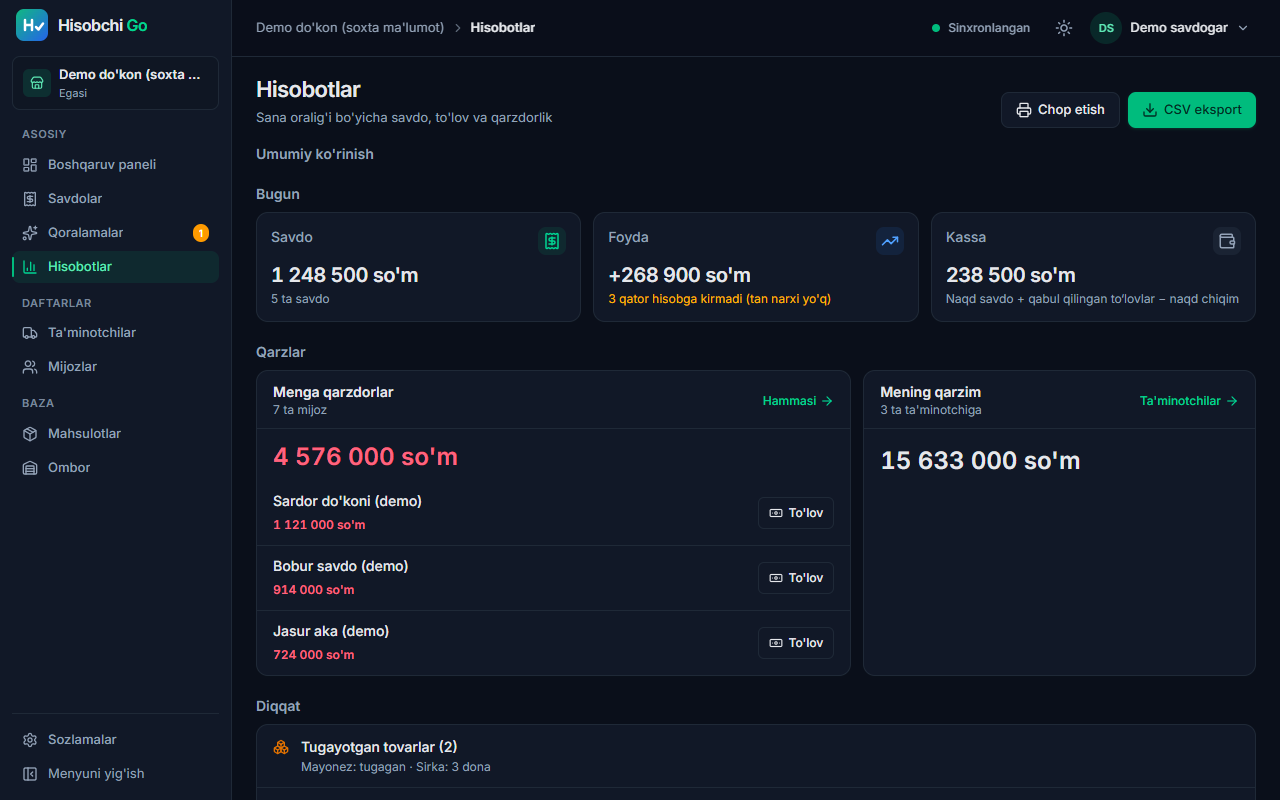 H✓ Hisobchi Go
Demo do'kon (soxta ...
Egasi
ASOSIY
Boshqaruv paneli
Savdolar
Qoralamalar 1
Hisobotlar
DAFTARLAR
Ta'minotchilar
Mijozlar
BAZA
Mahsulotlar
Ombor
Sozlamalar
Menyuni yig'ish
Demo do'kon (soxta ma'lumot) > Hisobotlar
Sinxronlangan
DS Demo savdogar
Hisobotlar
Sana oralig'i bo'yicha savdo, to'lov va qarzdorlik
Chop etish
CSV eksport
Umumiy ko'rinish
Bugun
Savdo
1 248 500 so'm
5 ta savdo
Foyda
+268 900 so'm
3 qator hisobga kirmadi (tan narxi yo'q)
Kassa
238 500 so'm
Naqd savdo + qabul qilingan to'lovlar − naqd chiqim
Qarzlar
Menga qarzdorlar
7 ta mijoz
Hammasi →
4 576 000 so'm
Sardor do'koni (demo)
1 121 000 so'm
To'lov
Bobur savdo (demo)
914 000 so'm
To'lov
Jasur aka (demo)
724 000 so'm
To'lov
Mening qarzim
3 ta ta'minotchiga
Ta'minotchilar →
15 633 000 so'm
Diqqat
Tugayotgan tovarlar (2)
Mayonez: tugagan · Sirka: 3 dona